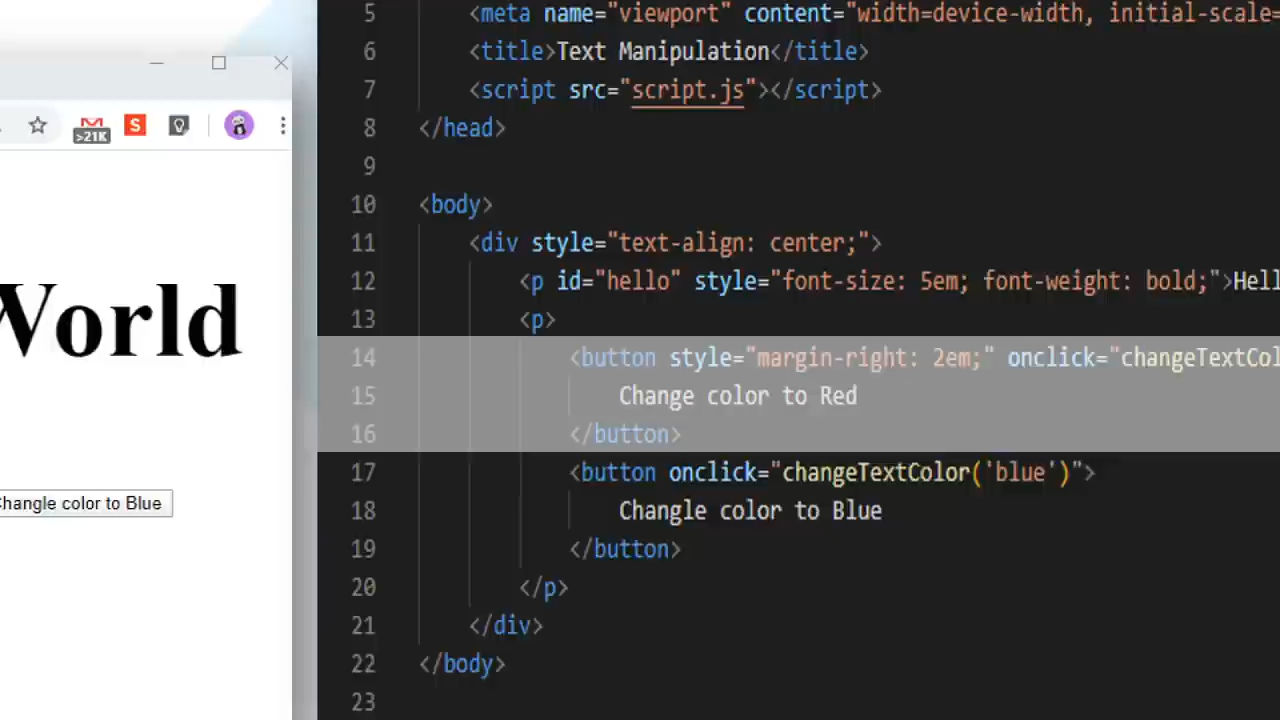 >21K
S
World
Changle color to Blue
5 <meta name="viewport" content="width=device-width, initial-scale=
6 <title>Text Manipulation</title>
7 <script src="script.js"></script>
8 </head>
9
10 <body>
11 <div style="text-align: center;">
12 <p id="hello" style="font-size: 5em; font-weight: bold;">Hell
13 <p>
14 <button style="margin-right: 2em;" onclick="changeTextCol
15 Change color to Red
16 </button>
17 <button onclick="changeTextColor('blue')">
18 Changle color to Blue
19 </button>
20 </p>
21 </div>
22 </body>
23